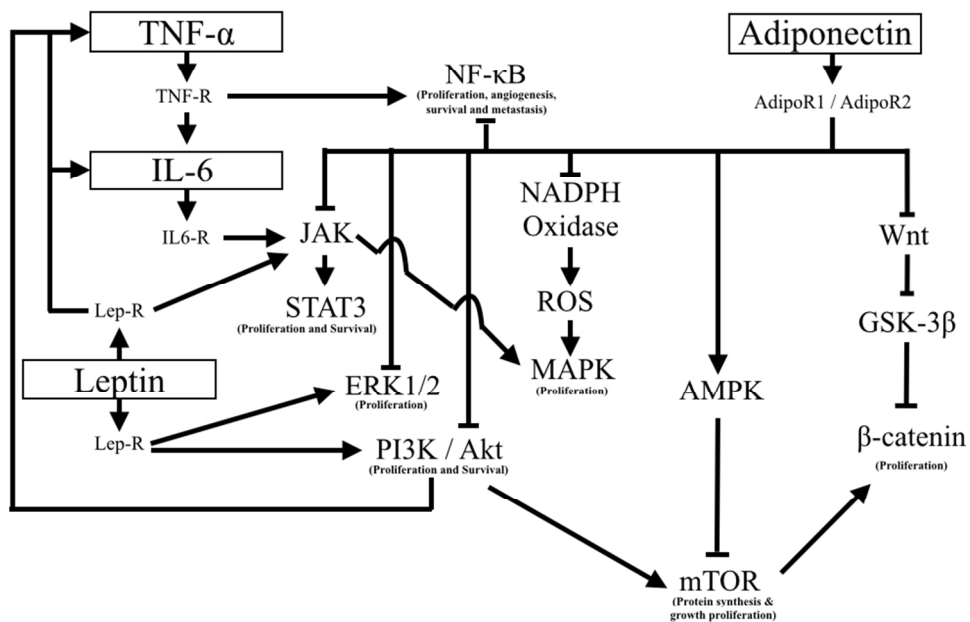 TNF-α
Adiponectin
NF-κB
(Proliferation, angiogenesis,
survival and metastasis)
TNF-R
AdipoR1 / AdipoR2
IL-6
NADPH
Oxidase
IL6-R
JAK
Wnt
Lep-R
STAT3
(Proliferation and Survival)
ROS
GSK-3β
Leptin
ERK1/2
(Proliferation)
MAPK
(Proliferation)
AMPK
Lep-R
PI3K / Akt
(Proliferation and Survival)
β-catenin
(Proliferation)
mTOR
(Protein synthesis &
growth proliferation)